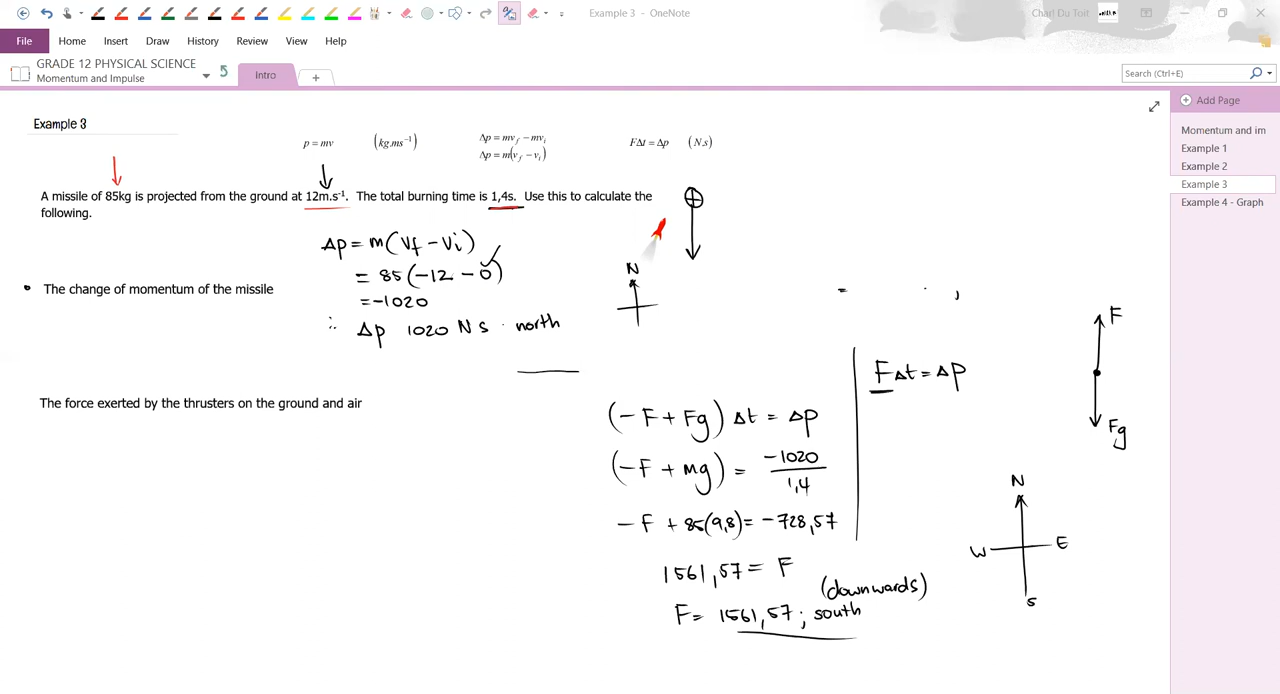 Example 3 - OneNote
Charl Du Toit
File Home Insert Draw History Review View Help
GRADE 12 PHYSICAL SCIENCE
Momentum and Impulse
Intro
Search (Ctrl+E)
Add Page
Momentum and im
Example 1
Example 2
Example 3
Example 4 - Graph
Example 3
p = mv (kg.ms⁻¹) Δp = mv_f − mv_i FΔt = Δp (N.s)
Δp = m(v_f − v_i)
A missile of 85kg is projected from the ground at 12m.s⁻¹. The total burning time is 1,4s. Use this to calculate the
following.
Δp = m(Vf − Vi)
= 85(−12 − 0)
= −1020
∴ Δp 1020 N s . north
The change of momentum of the missile
N
The force exerted by the thrusters on the ground and air
(−F + Fg) Δt = Δp
(−F + mg) = −1020 / 1,4
−F + 85(9,8) = −728,57
1561,57 = F
(downwards)
F = 1561,57 ; south
FΔt = Δp
F
Fg
N
W E
S